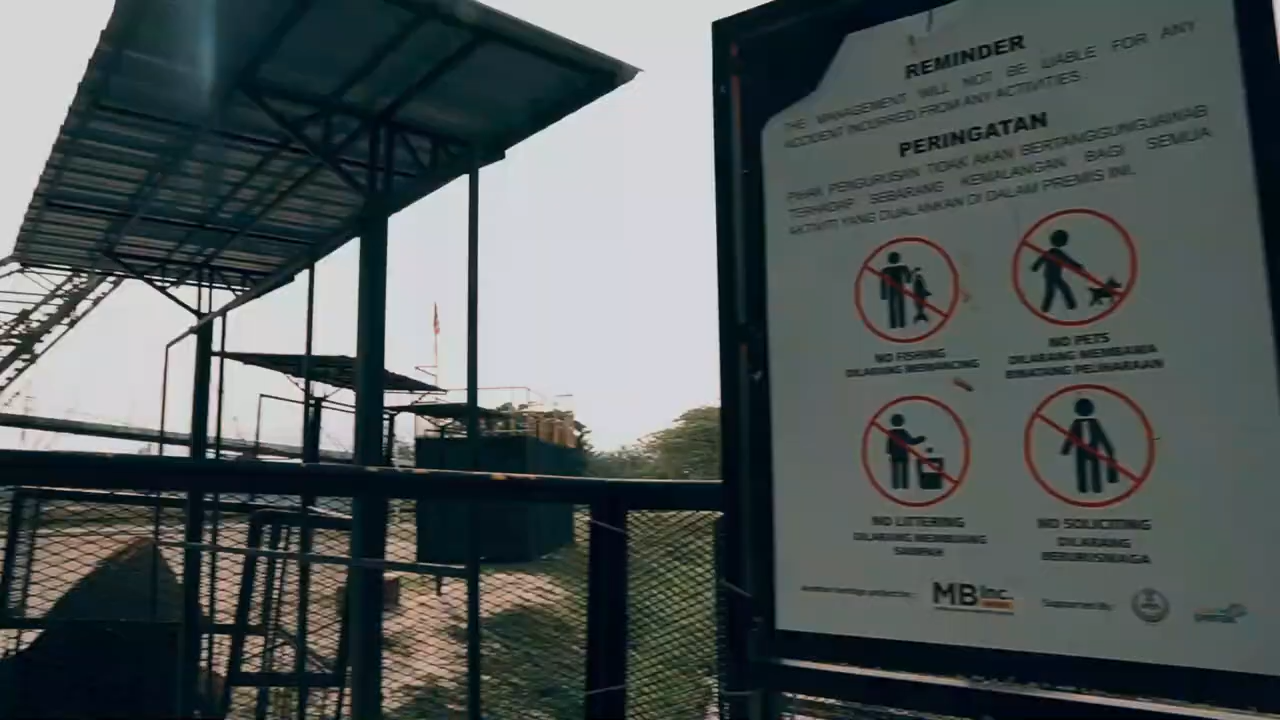 REMINDER
THE MANAGEMENT WILL NOT BE LIABLE FOR ANY
ACCIDENT INCURRED FROM ANY ACTIVITIES.
PERINGATAN
PIHAK PENGURUSAN TIDAK AKAN BERTANGGUNGJAWAB
TERHADAP SEBARANG KEMALANGAN BAGI SEMUA
AKTIVITI YANG DIJALANKAN DI DALAM PREMIS INI.
NO FISHING
DILARANG MEMANCING
NO PETS
DILARANG MEMBAWA
BINATANG PELIHARAAN
NO LITTERING
DILARANG MEMBUANG
SAMPAH
NO SOLICITING
DILARANG
BERURUSNIAGA
MB Inc.
Supported By: